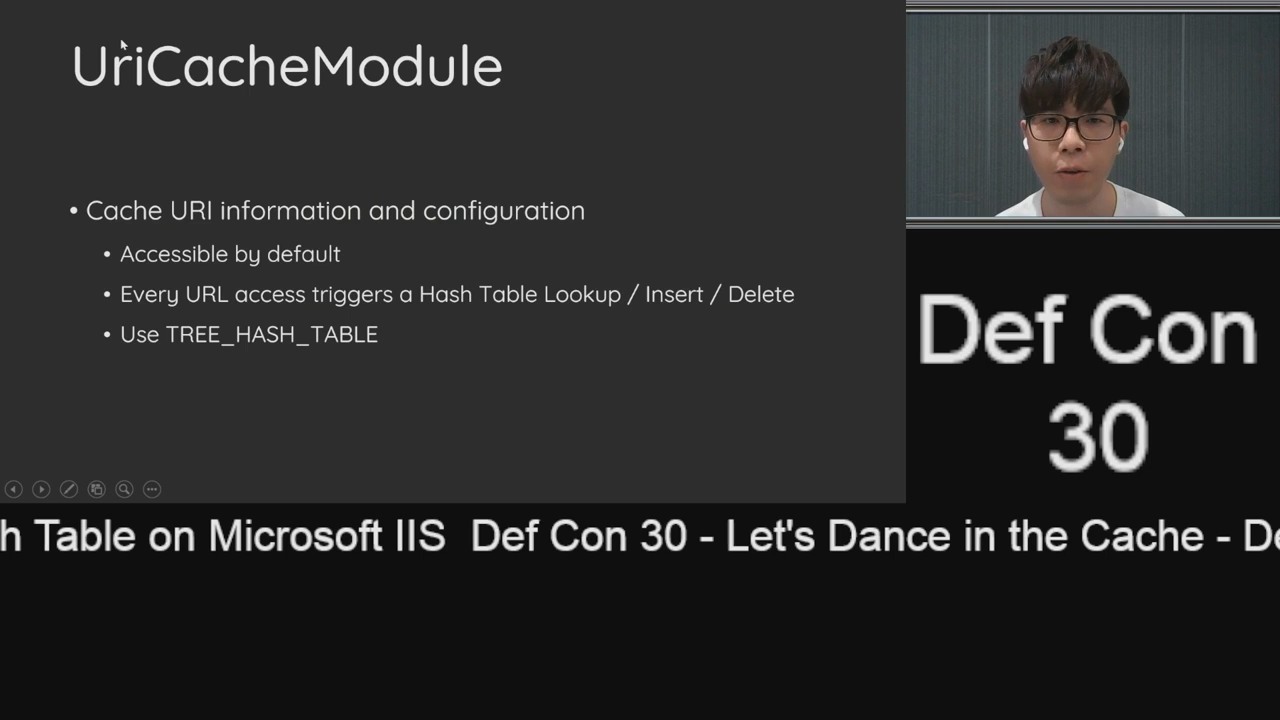 UriCacheModule
• Cache URI information and configuration
• Accessible by default
• Every URL access triggers a Hash Table Lookup / Insert / Delete
• Use TREE_HASH_TABLE
Def Con
30
h Table on Microsoft IIS Def Con 30 - Let's Dance in the Cache - De